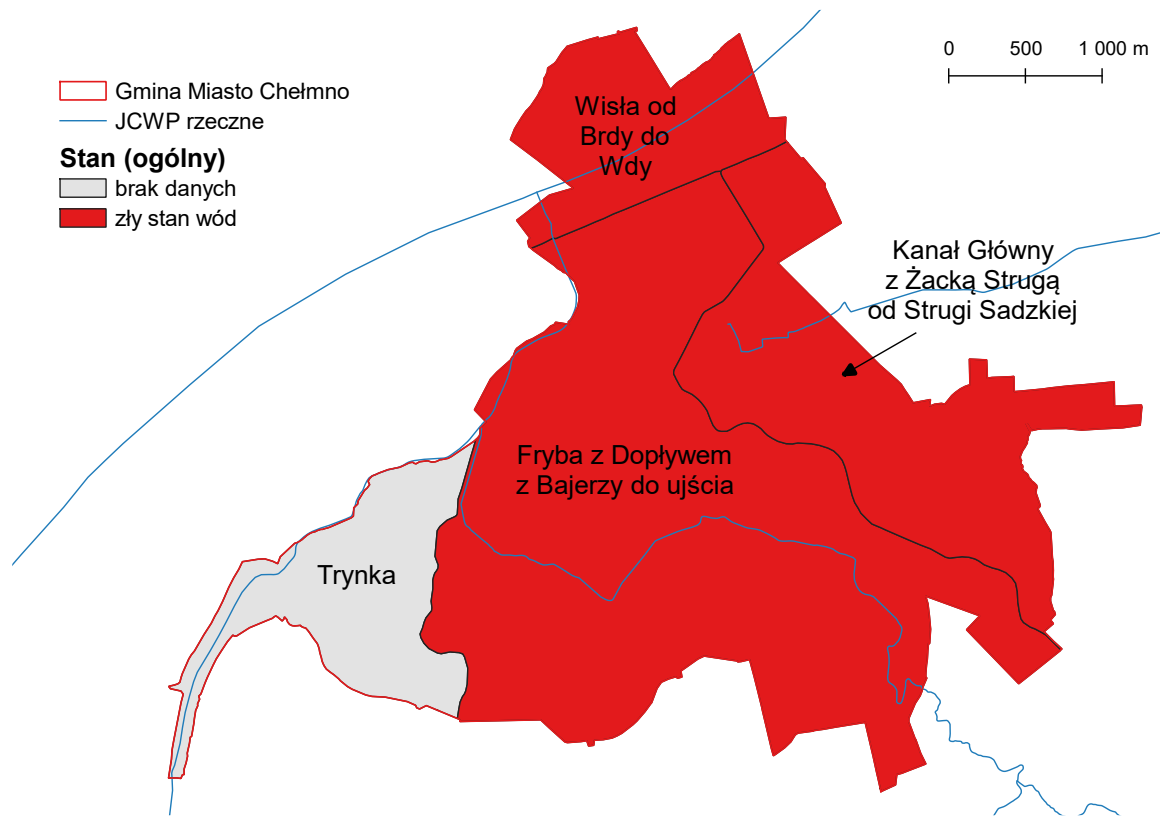 Gmina Miasto Chełmno
JCWP rzeczne
Stan (ogólny)
brak danych
zły stan wód
0 500 1 000 m
Wisła od
Brdy do
Wdy
Kanał Główny
z Żacką Strugą
od Strugi Sadzkiej
Fryba z Dopływem
z Bajerzy do ujścia
Trynka